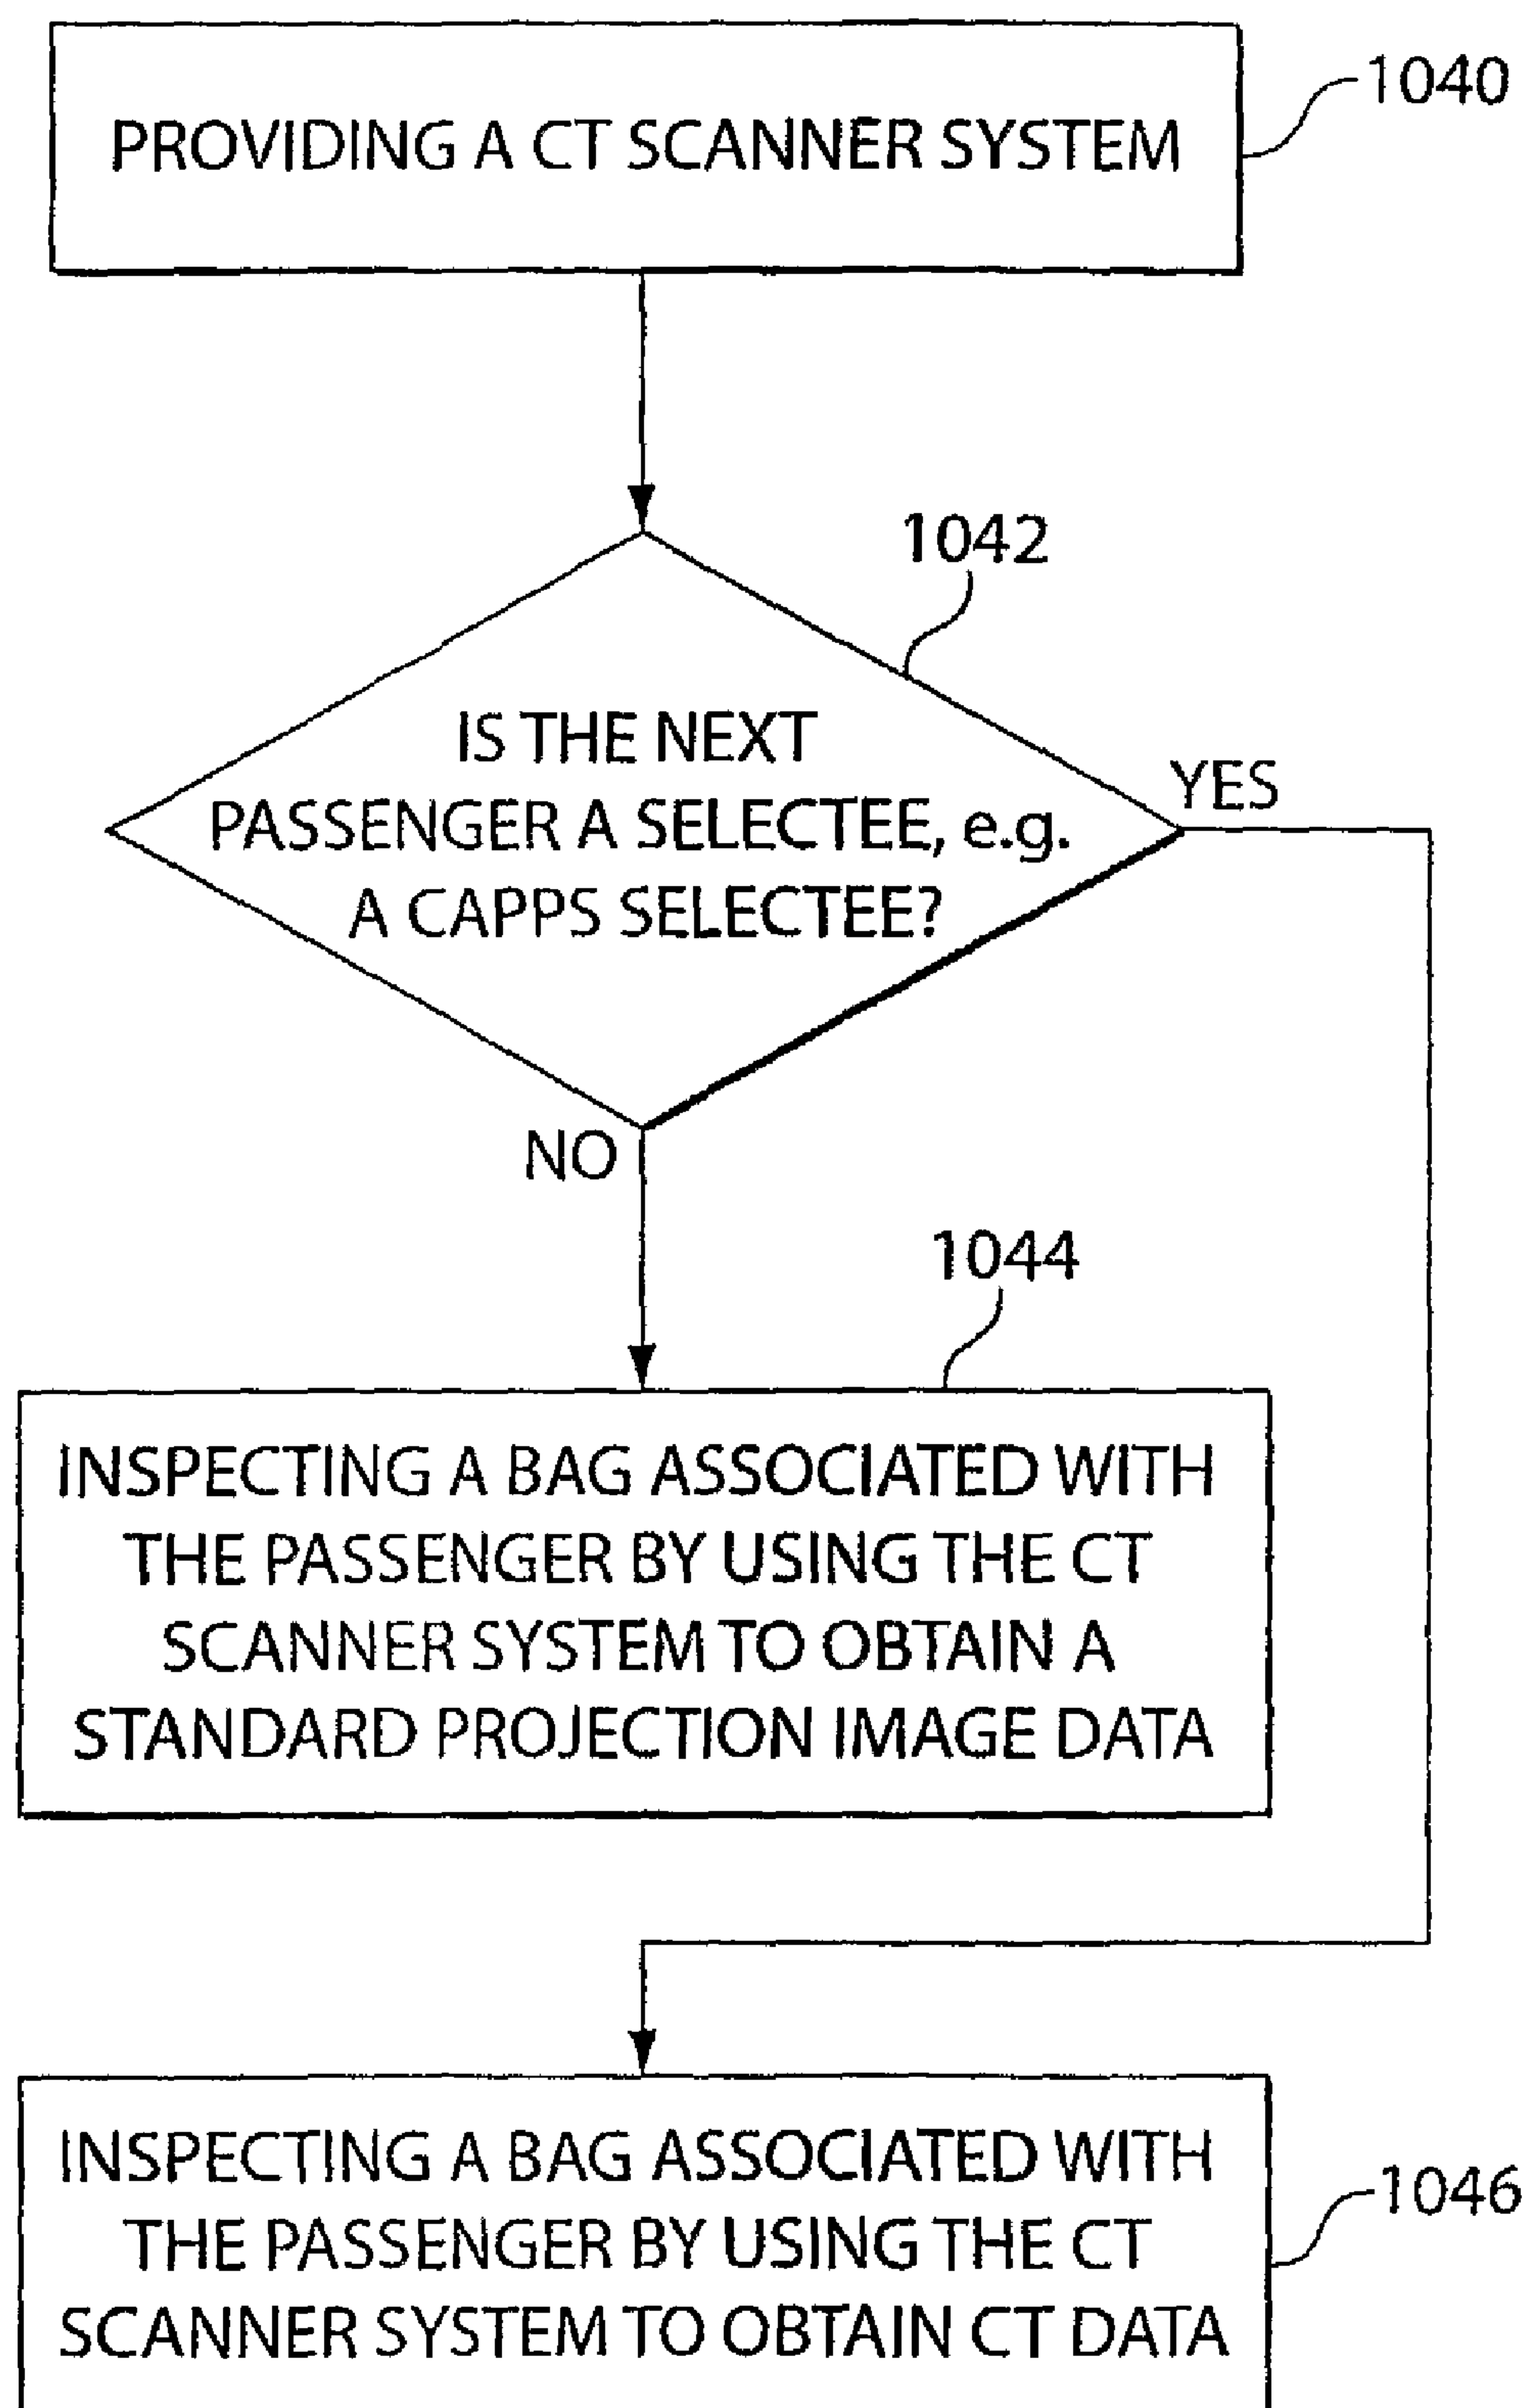 PROVIDING A CT SCANNER SYSTEM
1040
1042
IS THE NEXT
PASSENGER A SELECTEE, e.g.
A CAPPS SELECTEE?
YES
NO
1044
INSPECTING A BAG ASSOCIATED WITH
THE PASSENGER BY USING THE CT
SCANNER SYSTEM TO OBTAIN A
STANDARD PROJECTION IMAGE DATA
INSPECTING A BAG ASSOCIATED WITH
THE PASSENGER BY USING THE CT
SCANNER SYSTEM TO OBTAIN CT DATA
1046